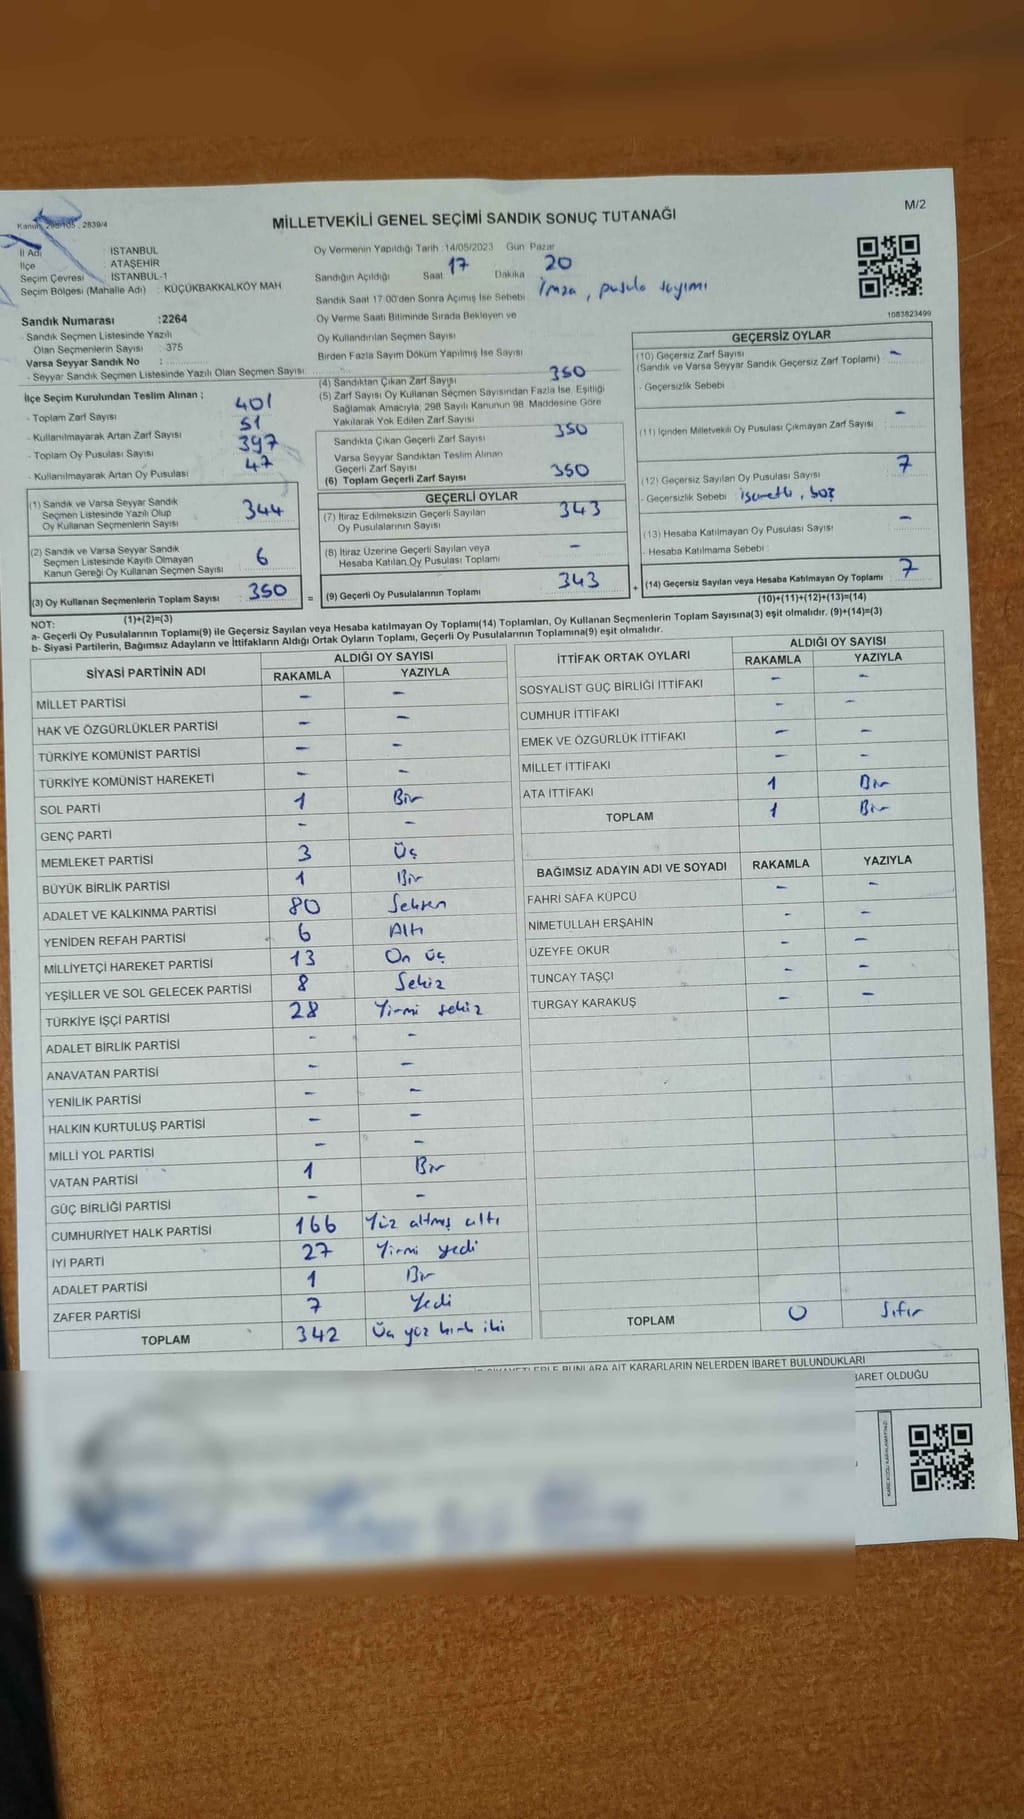 M/2
MİLLETVEKİLİ GENEL SEÇİMİ SANDIK SONUÇ TUTANAĞI
Kanun 298/105 , 2839/4
İl Adı : İSTANBUL
İlçe : ATAŞEHİR
Seçim Çevresi : İSTANBUL-1
Seçim Bölgesi (Mahalle Adı) : KÜÇÜKBAKKALKÖY MAH.
Oy Vermenin Yapıldığı Tarih :14/05/2023 Gün Pazar
Sandığın Açıldığı Saat 17 Dakika 20
Sandık Saat 17:00'den Sonra Açımış İse Sebebi İmza, pusula sayımı
Oy Verme Saati Bitiminde Sırada Bekleyen ve
Oy Kullandırılan Seçmen Sayısı
Birden Fazla Sayım Döküm Yapılmış İse Sayısı
1083823499
Sandık Numarası :2264
Sandık Seçmen Listesinde Yazılı
Olan Seçmenlerin Sayısı : 375
Varsa Seyyar Sandık No :
- Seyyar Sandık Seçmen Listesinde Yazılı Olan Seçmen Sayısı :
İlçe Seçim Kurulundan Teslim Alınan ;
- Toplam Zarf Sayısı 401
- Kullanılmayarak Artan Zarf Sayısı 51
- Toplam Oy Pusulası Sayısı 397
- Kullanılmayarak Artan Oy Pusulası 47
(1) Sandık ve Varsa Seyyar Sandık
Seçmen Listesinde Yazılı Olup
Oy Kullanan Seçmenlerin Sayısı 344
(2) Sandık ve Varsa Seyyar Sandık
Seçmen Listesinde Kayıtlı Olmayan
Kanun Gereği Oy Kullanan Seçmen Sayısı 6
(3) Oy Kullanan Seçmenlerin Toplam Sayısı 350 =
(1)+(2)=(3)
(4) Sandıktan Çıkan Zarf Sayısı 350
(5) Zarf Sayısı Oy Kullanan Seçmen Sayısından Fazla İse, Eşitliği
Sağlamak Amacıyla, 298 Sayılı Kanunun 98. Maddesine Göre
Yakılarak Yok Edilen Zarf Sayısı
Sandıkta Çıkan Geçerli Zarf Sayısı 350
Varsa Seyyar Sandıktan Teslim Alınan
Geçerli Zarf Sayısı
(6) Toplam Geçerli Zarf Sayısı 350
GEÇERLİ OYLAR
(7) İtiraz Edilmeksizin Geçerli Sayılan
Oy Pusulalarının Sayısı 343
(8) İtiraz Üzerine Geçerli Sayılan veya
Hesaba Katılan Oy Pusulası Toplamı -
(9) Geçerli Oy Pusulalarının Toplamı 343 +
GEÇERSİZ OYLAR
(10) Geçersiz Zarf Sayısı
(Sandık ve Varsa Seyyar Sandık Geçersiz Zarf Toplamı) -
- Geçersizlik Sebebi
(11) İçinden Milletvekili Oy Pusulası Çıkmayan Zarf Sayısı -
(12) Geçersiz Sayılan Oy Pusulası Sayısı 7
- Geçersizlik Sebebi : işaretli, boş
(13) Hesaba Katılmayan Oy Pusulası Sayısı -
- Hesaba Katılmama Sebebi :
(14) Geçersiz Sayılan veya Hesaba Katılmayan Oy Toplamı 7
(10)+(11)+(12)+(13)=(14)
NOT:
a- Geçerli Oy Pusulalarının Toplamı(9) ile Geçersiz Sayılan veya Hesaba katılmayan Oy Toplamı(14) Toplamları, Oy Kullanan Seçmenlerin Toplam Sayısına(3) eşit olmalıdır. (9)+(14)=(3)
b- Siyasi Partilerin, Bağımsız Adayların ve İttifakların Aldığı Ortak Oyların Toplamı, Geçerli Oy Pusulalarının Toplamına(9) eşit olmalıdır.
SİYASİ PARTİNİN ADI ALDIĞI OY SAYISI
RAKAMLA YAZIYLA
MİLLET PARTİSİ - -
HAK VE ÖZGÜRLÜKLER PARTİSİ - -
TÜRKİYE KOMÜNİST PARTİSİ - -
TÜRKİYE KOMÜNİST HAREKETİ - -
SOL PARTİ 1 Bir
GENÇ PARTİ - -
MEMLEKET PARTİSİ 3 Üç
BÜYÜK BİRLİK PARTİSİ 1 Bir
ADALET VE KALKINMA PARTİSİ 80 Seksen
YENİDEN REFAH PARTİSİ 6 Altı
MİLLİYETÇİ HAREKET PARTİSİ 13 On üç
YEŞİLLER VE SOL GELECEK PARTİSİ 8 Sekiz
TÜRKİYE İŞÇİ PARTİSİ 28 Yirmi sekiz
ADALET BİRLİK PARTİSİ - -
ANAVATAN PARTİSİ - -
YENİLİK PARTİSİ - -
HALKIN KURTULUŞ PARTİSİ - -
MİLLİ YOL PARTİSİ - -
VATAN PARTİSİ 1 Bir
GÜÇ BİRLİĞİ PARTİSİ - -
CUMHURİYET HALK PARTİSİ 166 Yüz altmış altı
İYİ PARTİ 27 Yirmi yedi
ADALET PARTİSİ 1 Bir
ZAFER PARTİSİ 7 Yedi
TOPLAM 342 Üç yüz kırk iki
İTTİFAK ORTAK OYLARI ALDIĞI OY SAYISI
RAKAMLA YAZIYLA
SOSYALİST GÜÇ BİRLİĞİ İTTİFAKI - -
CUMHUR İTTİFAKI - -
EMEK VE ÖZGÜRLÜK İTTİFAKI - -
MİLLET İTTİFAKI - -
ATA İTTİFAKI 1 Bir
TOPLAM 1 Bir
BAĞIMSIZ ADAYIN ADI VE SOYADI RAKAMLA YAZIYLA
FAHRİ SAFA KÜPCÜ - -
NİMETULLAH ERŞAHİN - -
ÜZEYFE OKUR - -
TUNCAY TAŞÇI - -
TURGAY KARAKUŞ - -
TOPLAM 0 Sıfır
BUNLARA AİT KARARLARIN NELERDEN İBARET BULUNDUKLARI
İBARET OLDUĞU